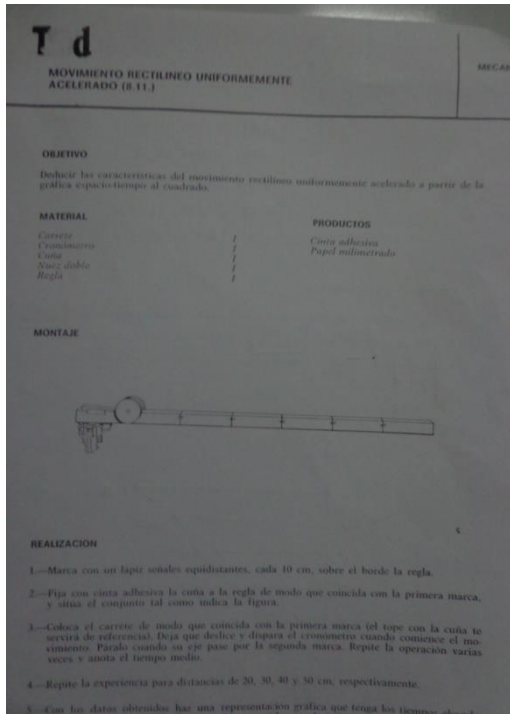 T d
MOVIMIENTO RECTILINEO UNIFORMEMENTE
ACELERADO (8.11.)
MECAN
OBJETIVO
Deducir las características del movimiento rectilíneo uniformemente acelerado a partir de la
gráfica espacio-tiempo al cuadrado.
MATERIAL
PRODUCTOS
Carrete 1
Cronómetro 1
Cuña 1
Nuez doble 1
Regla 1
Cinta adhesiva
Papel milimetrado
MONTAJE
REALIZACION
1.—Marca con un lápiz señales equidistantes, cada 10 cm, sobre el borde la regla.
2.—Fija con cinta adhesiva la cuña a la regla de modo que coincida con la primera marca,
y sitúa el conjunto tal como indica la figura.
3.—Coloca el carrete de modo que coincida con la primera marca (el tope con la cuña te
servirá de referencia). Deja que deslice y dispara el cronómetro cuando comience el mo-
vimiento. Páralo cuando su eje pase por la segunda marca. Repite la operación varias
veces y anota el tiempo medio.
4.—Repite la experiencia para distancias de 20, 30, 40 y 50 cm, respectivamente.
5.—Con los datos obtenidos haz una representación gráfica que tenga los tiempos